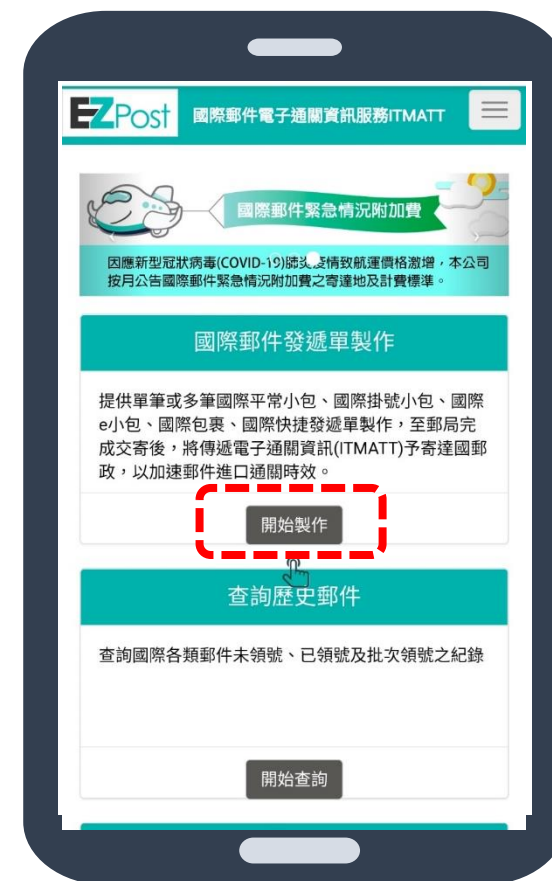 EZPost 國際郵件電子通關資訊服務ITMATT
國際郵件緊急情況附加費
因應新型冠狀病毒(COVID-19)肺炎疫情致航運價格激增，本公司
按月公告國際郵件緊急情況附加費之寄達地及計費標準。
國際郵件發遞單製作
提供單筆或多筆國際平常小包、國際掛號小包、國際
e小包、國際包裹、國際快捷發遞單製作，至郵局完
成交寄後，將傳遞電子通關資訊(ITMATT)予寄達國郵
政，以加速郵件進口通關時效。
開始製作
查詢歷史郵件
查詢國際各類郵件未領號、已領號及批次領號之紀錄
開始查詢